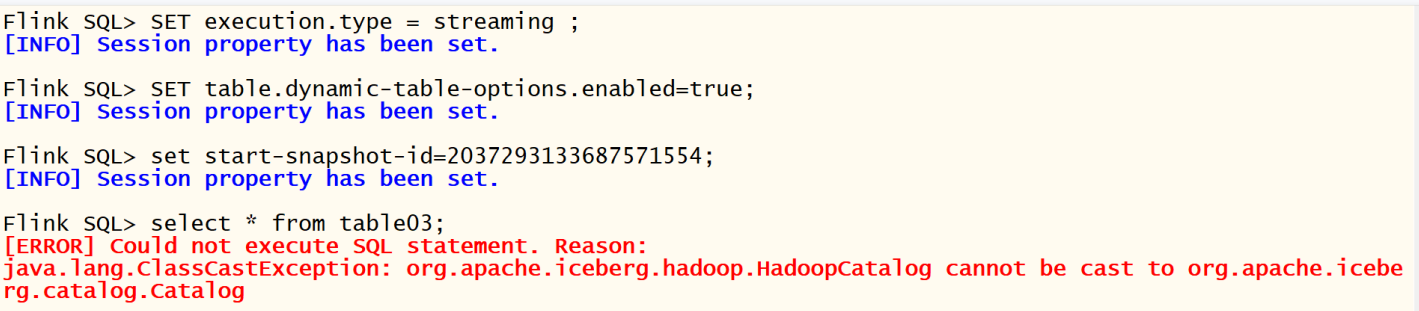 Flink SQL> SET execution.type = streaming ;
[INFO] Session property has been set.
Flink SQL> SET table.dynamic-table-options.enabled=true;
[INFO] Session property has been set.
Flink SQL> set start-snapshot-id=2037293133687571554;
[INFO] Session property has been set.
Flink SQL> select * from table03;
[ERROR] Could not execute SQL statement. Reason:
java.lang.ClassCastException: org.apache.iceberg.hadoop.HadoopCatalog cannot be cast to org.apache.icebe
rg.catalog.Catalog